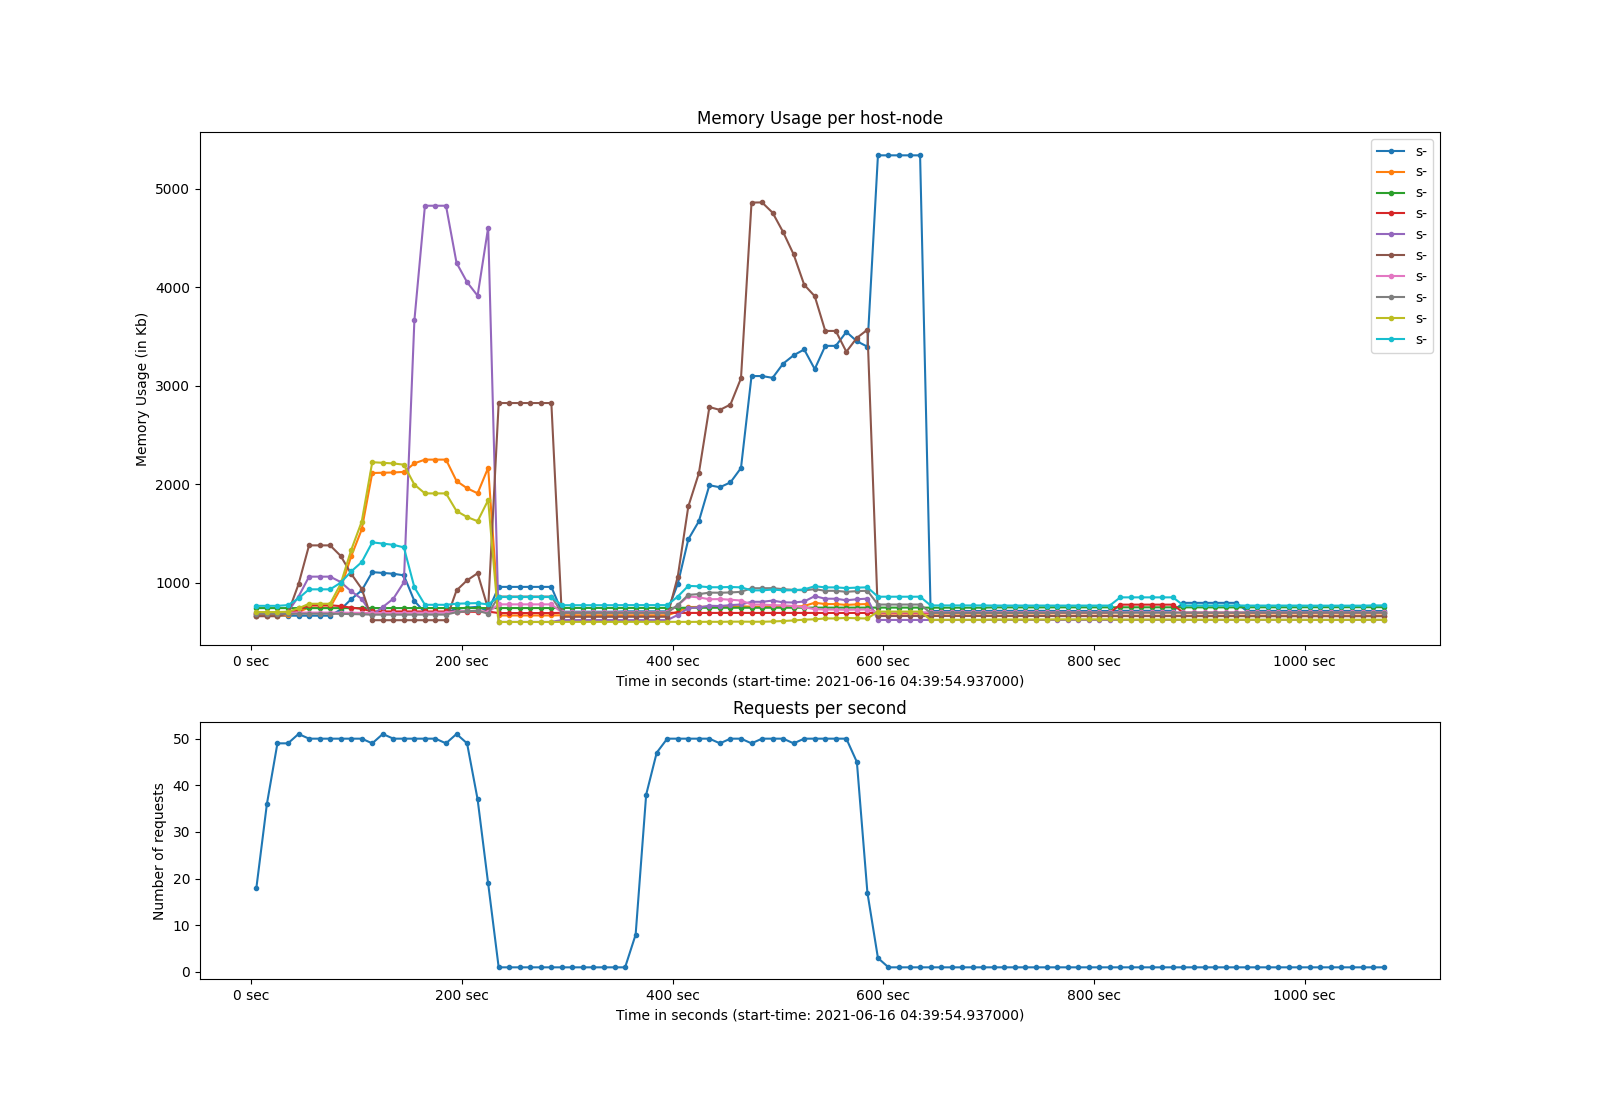 Memory Usage per host-node
5000
4000
3000
2000
1000
Memory Usage (in Kb)
s-
s-
s-
s-
s-
s-
s-
s-
s-
s-
0 sec 200 sec 400 sec 600 sec 800 sec 1000 sec
Time in seconds (start-time: 2021-06-16 04:39:54.937000)
Requests per second
50
40
30
20
10
0
Number of requests
0 sec 200 sec 400 sec 600 sec 800 sec 1000 sec
Time in seconds (start-time: 2021-06-16 04:39:54.937000)